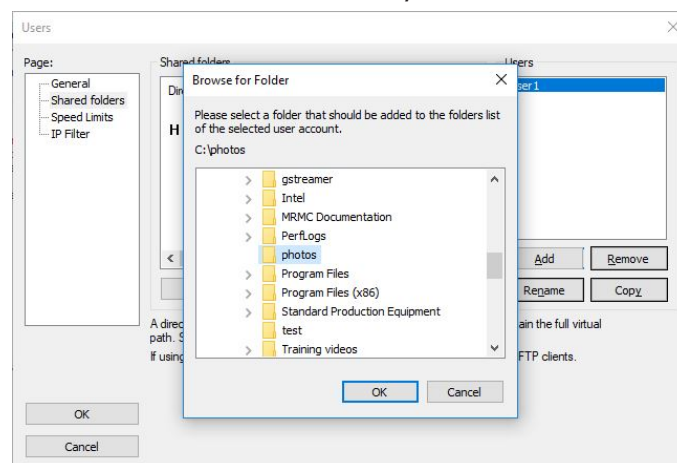 Users
Page:
General
Shared folders
Speed Limits
IP Filter
OK
Cancel
Shared folders
H
Browse for Folder
Please select a folder that should be added to the folders list
of the selected user account.
C:\photos
gstreamer
Intel
MRMC Documentation
PerfLogs
photos
Program Files
Program Files (x86)
Standard Production Equipment
test
Training videos
OK
Cancel
Users
Add
Remove
Rename
Copy
A direc
path. S
ain the full virtual
If using
FTP clients.